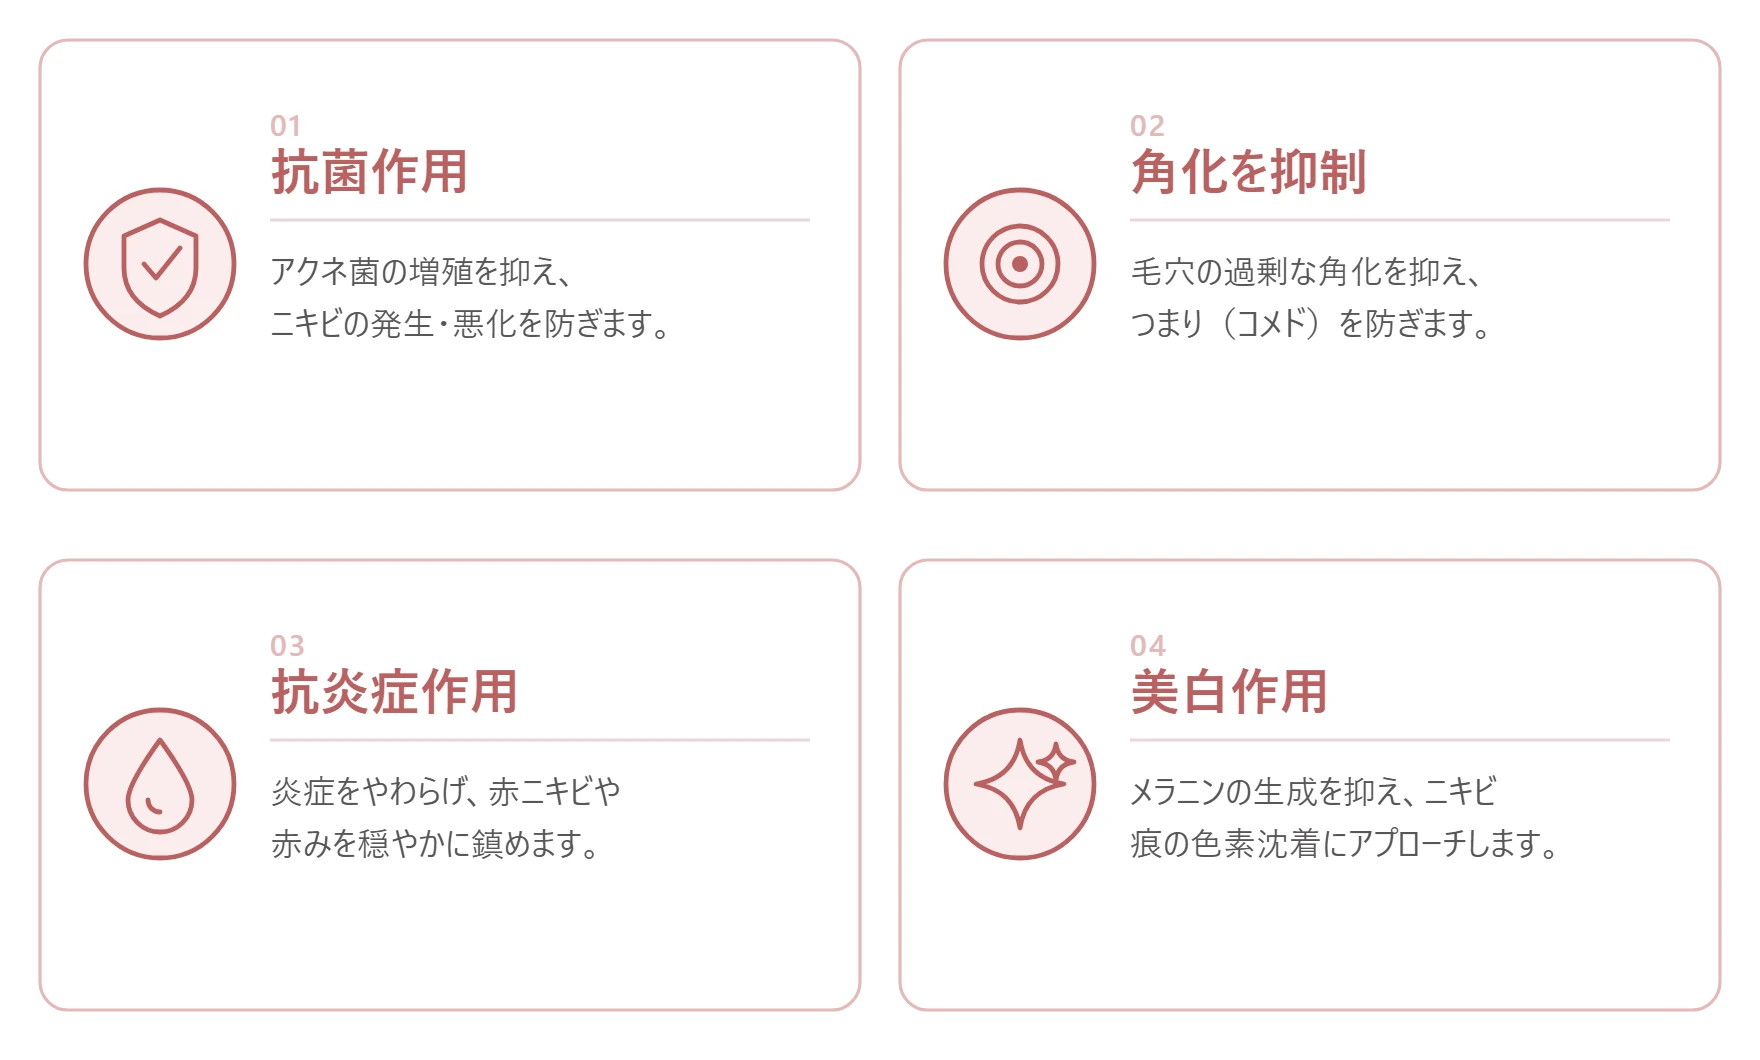 01
抗菌作用
アクネ菌の増殖を抑え、
ニキビの発生・悪化を防ぎます。
02
角化を抑制
毛穴の過剰な角化を抑え、
つまり（コメド）を防ぎます。
03
抗炎症作用
炎症をやわらげ、赤ニキビや
赤みを穏やかに鎮めます。
04
美白作用
メラニンの生成を抑え、ニキビ
痕の色素沈着にアプローチします。